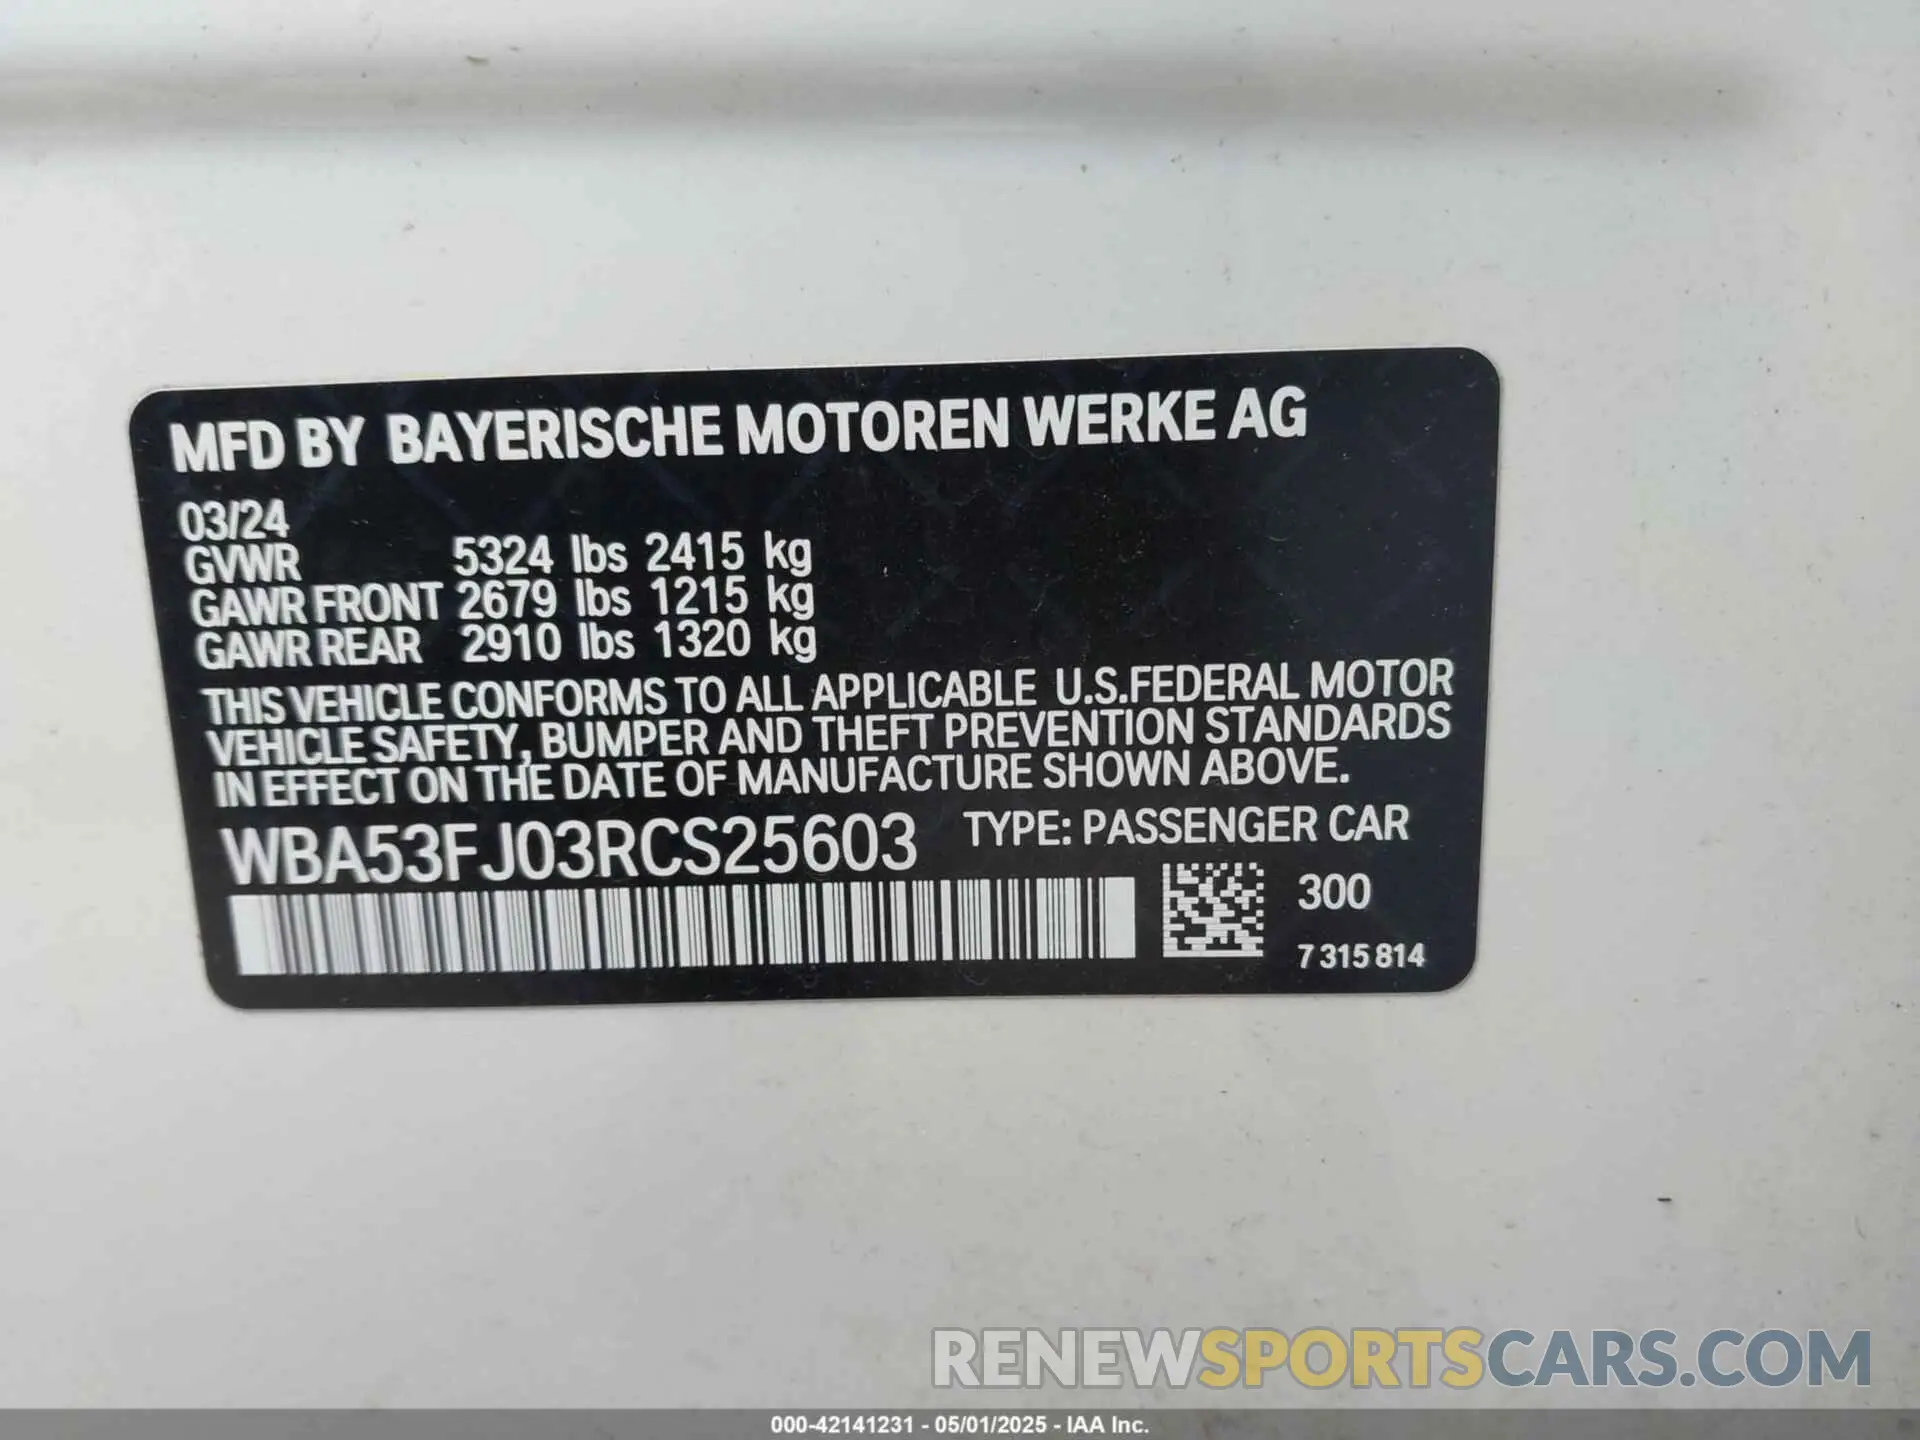 MFD BY BAYERISCHE MOTOREN WERKE AG
03/24
GVWR 5324 lbs 2415 kg
GAWR FRONT 2679 lbs 1215 kg
GAWR REAR 2910 lbs 1320 kg
THIS VEHICLE CONFORMS TO ALL APPLICABLE U.S.FEDERAL MOTOR
VEHICLE SAFETY, BUMPER AND THEFT PREVENTION STANDARDS
IN EFFECT ON THE DATE OF MANUFACTURE SHOWN ABOVE.
WBA53FJ03RCS25603 TYPE: PASSENGER CAR
300
7 315 814
RENEWSPORTSCARS.COM
000-42141231 - 05/01/2025 - IAA Inc.